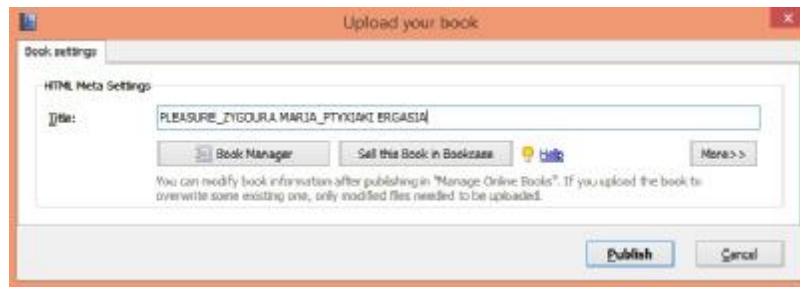 Upload your book
Book settings
HTML Meta Settings
Title:
PLEASURE_ZYGOURA MARIA_PTYXIAKI ERGASIA
Book Manager
Sell this Book in Bookcase
Help
More>>
You can modify book information after publishing in "Manage Online Books". If you upload the book to
overwrite some existing one, only modified files needed to be uploaded.
Publish
Cancel